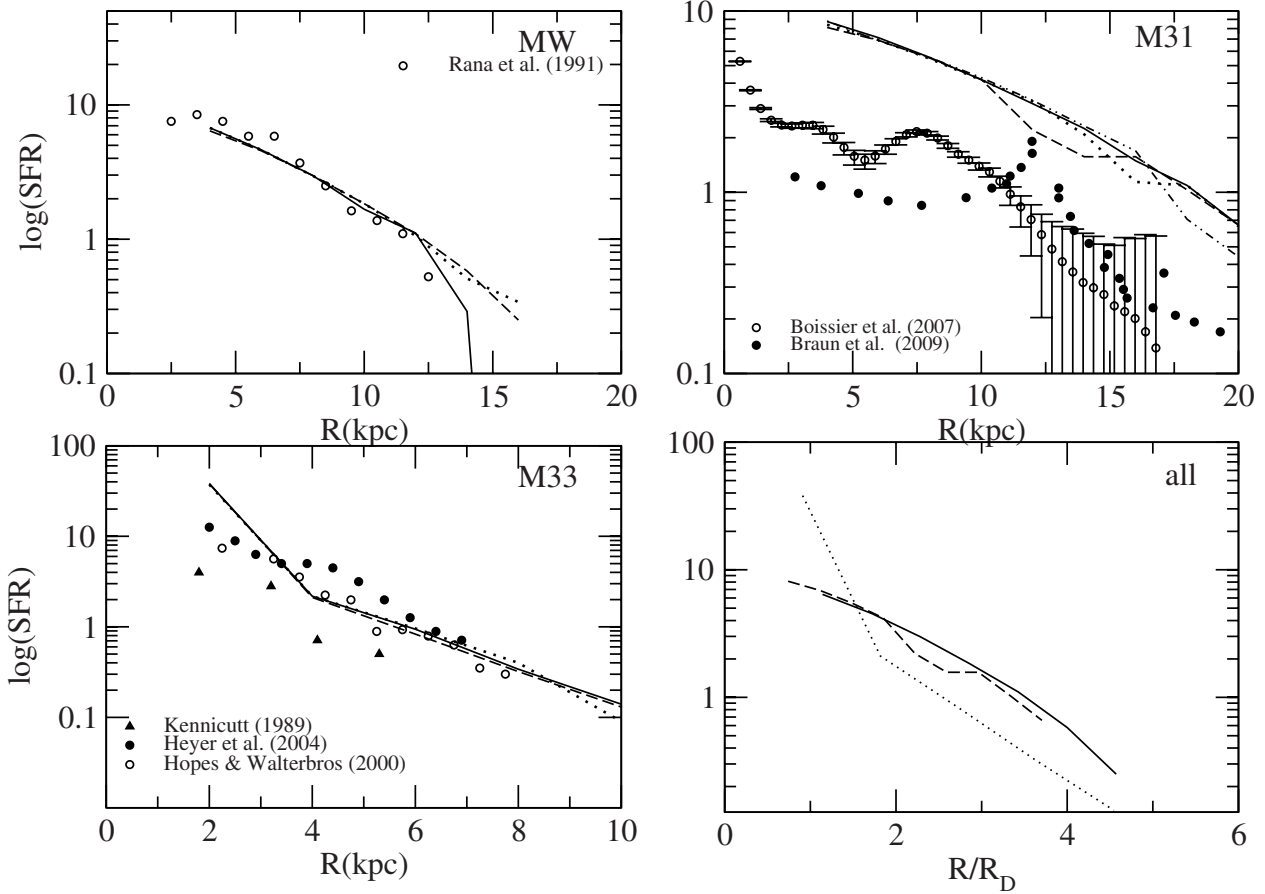 MW
Rana et al. (1991)
log(SFR)
10
1
0.1
0
5
10
15
20
R(kpc)
M31
10
1
0.1
Boissier et al. (2007)
Braun et al. (2009)
0
5
10
15
20
R(kpc)
M33
log(SFR)
100
10
1
0.1
Kennicutt (1989)
Heyer et al. (2004)
Hopes & Walterbros (2000)
0
2
4
6
8
10
R(kpc)
all
100
10
1
0
2
4
6
R/R_D